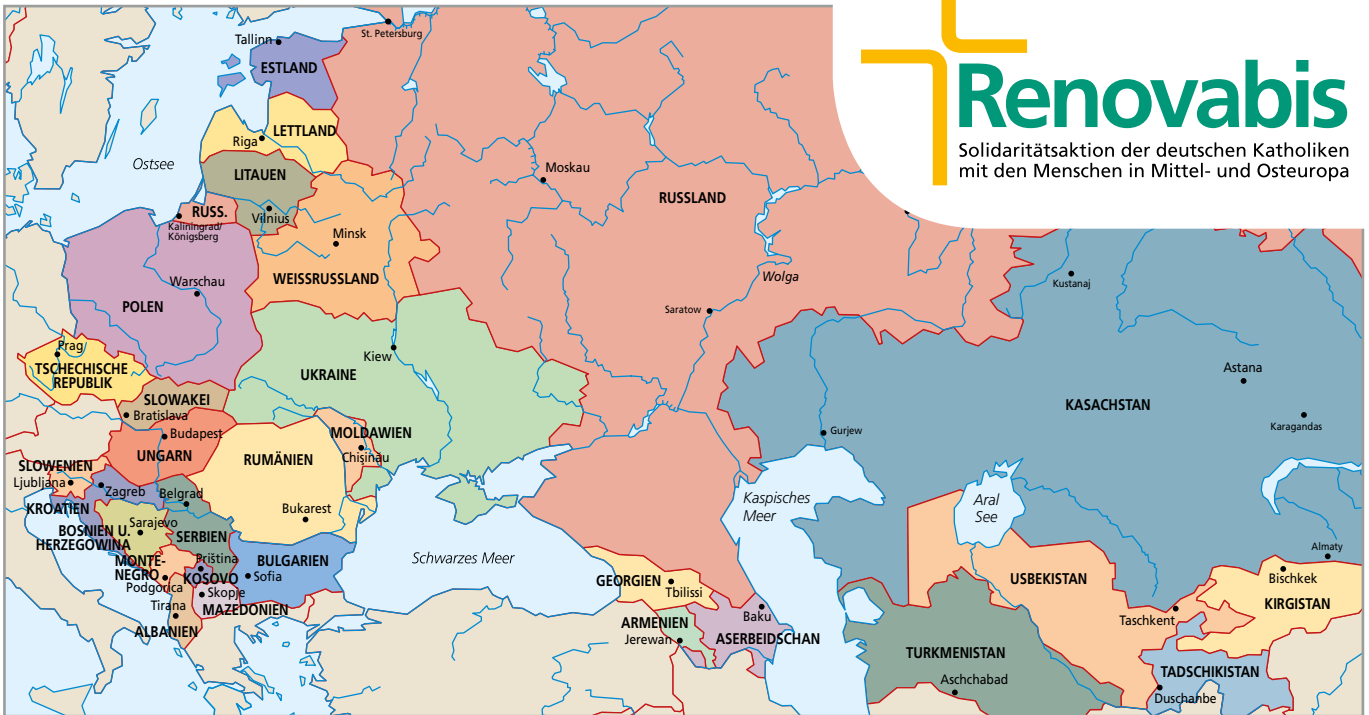 Renovabis
Solidaritätsaktion der deutschen Katholiken
mit den Menschen in Mittel- und Osteuropa
St. Petersburg
Tallinn
ESTLAND
LETTLAND
Riga
Ostsee
Moskau
LITAUEN
RUSSLAND
RUSS.
Vilnius
Kaliningrad/
Königsberg
Minsk
WEISSRUSSLAND
Wolga
Kustanaj
Warschau
POLEN
Saratow
Prag
TSCHECHISCHE
REPUBLIK
Kiew
UKRAINE
Astana
SLOWAKEI
Bratislava
KASACHSTAN
Karagandas
Budapest
MOLDAWIEN
Gurjew
UNGARN
RUMÄNIEN
Chișinău
SLOWENIEN
Ljubljana
Zagreb
Belgrad
Kaspisches
Meer
Aral
See
KROATIEN
Bukarest
Sarajevo
BOSNIEN U.
HERZEGOWINA
SERBIEN
Almaty
MONTE-
NEGRO
Priština
BULGARIEN
Schwarzes Meer
KOSOVO
Sofia
GEORGIEN
Tbilissi
USBEKISTAN
Bischkek
Podgorica
Skopje
KIRGISTAN
Tirana
MAZEDONIEN
Baku
Taschkent
ARMENIEN
ALBANIEN
Jerewan
ASERBEIDSCHAN
TURKMENISTAN
TADSCHIKISTAN
Aschchabad
Duschanbe